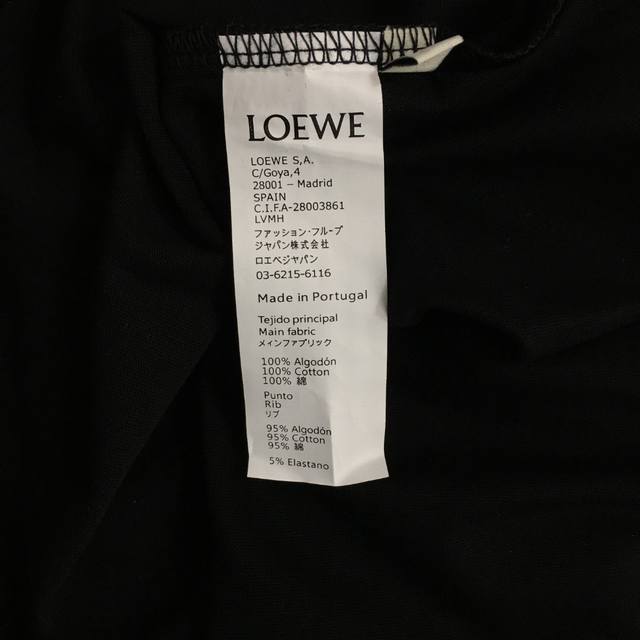 LOEWE
LOEWE S,A.
C/Goya,4
28001 – Madrid
SPAIN
C.I.F.A-28003861
LVMH
ファッション・フループ
ジャパン株式会社
ロエベジャパン
03-6215-6116
Made in Portugal
Tejido principal
Main fabric
メインファブリック
100% Algodón
100% Cotton
100% 綿
Punto
Rib
リブ
95% Algodón
95% Cotton
95% 綿
5% Elastano